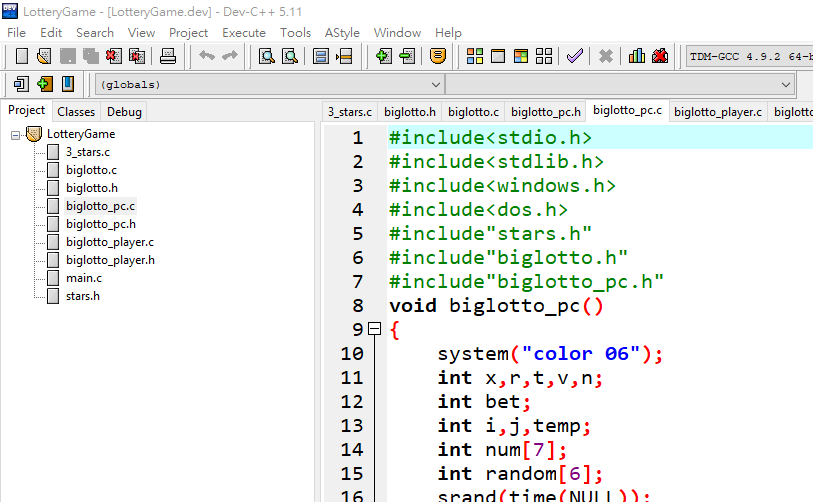 LotteryGame - [LotteryGame.dev] - Dev-C++ 5.11
File Edit Search View Project Execute Tools AStyle Window Help
TDM-GCC 4.9.2 64-b
(globals)
Project Classes Debug
3_stars.c biglotto.h biglotto.c biglotto_pc.h biglotto_pc.c biglotto_player.c biglotto
LotteryGame
3_stars.c
biglotto.c
biglotto.h
biglotto_pc.c
biglotto_pc.h
biglotto_player.c
biglotto_player.h
main.c
stars.h
1 #include<stdio.h>
2 #include<stdlib.h>
3 #include<windows.h>
4 #include<dos.h>
5 #include"stars.h"
6 #include"biglotto.h"
7 #include"biglotto_pc.h"
8 void biglotto_pc()
9 {
10 system("color 06");
11 int x,r,t,v,n;
12 int bet;
13 int i,j,temp;
14 int num[7];
15 int random[6];
16 srand(time(NULL));